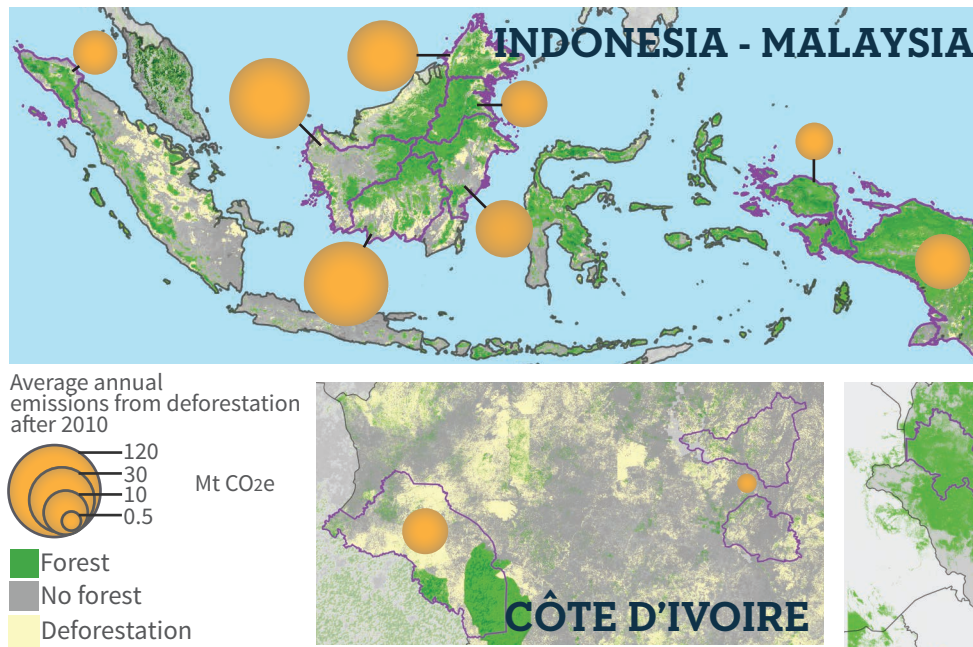 INDONESIA - MALAYSIA
Average annual
emissions from deforestation
after 2010
120
30
10
0.5
Mt CO2e
Forest
No forest
Deforestation
CÔTE D'IVOIRE